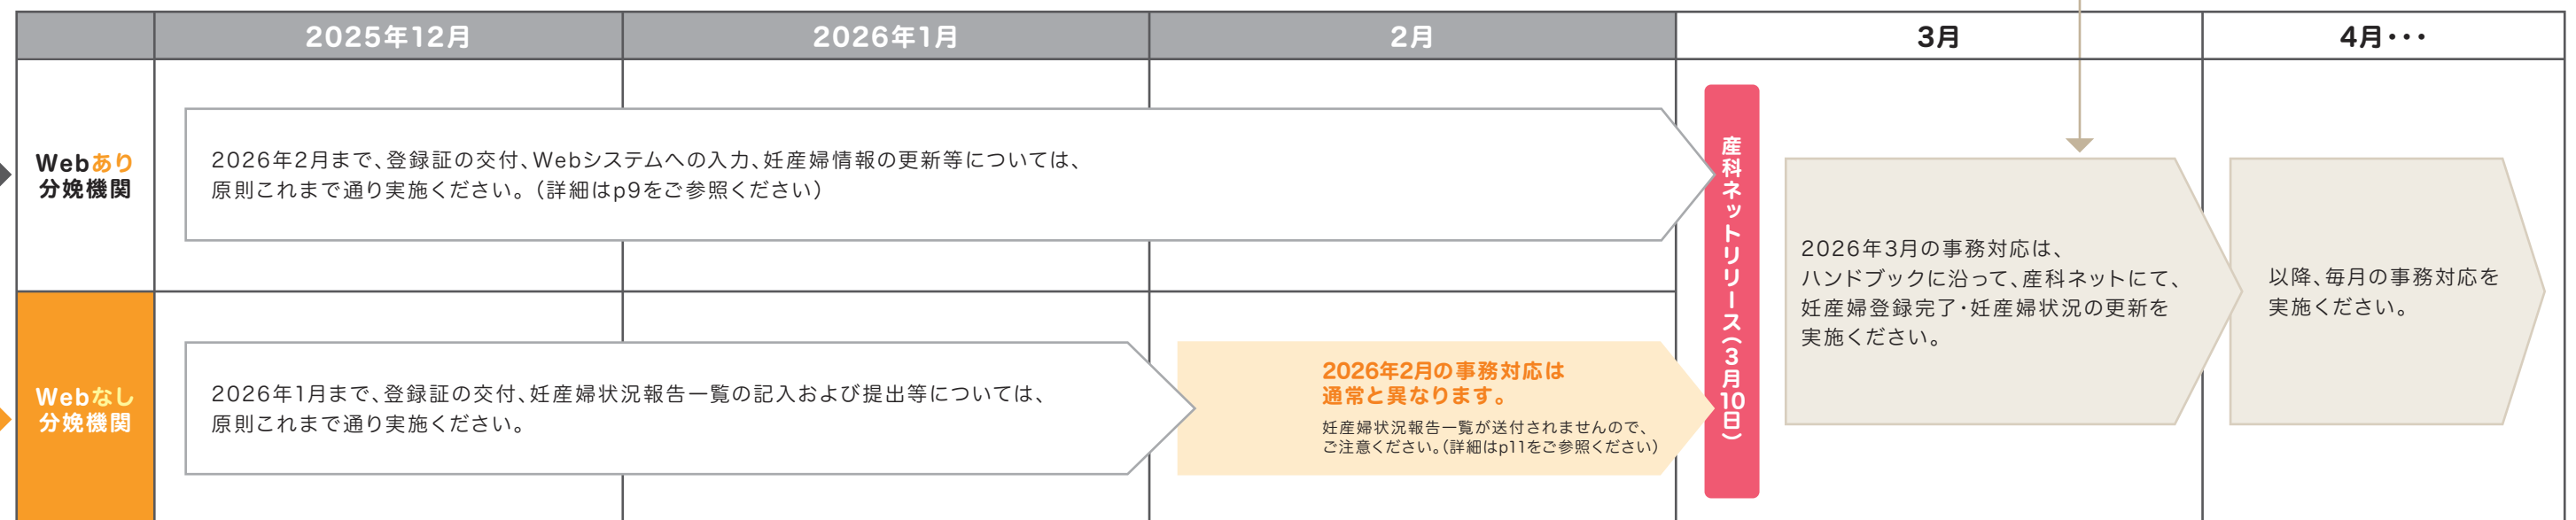 2025年12月
2026年1月
2月
3月
4月・・・
Webあり
分娩機関
2026年2月まで、登録証の交付、Webシステムへの入力、妊産婦情報の更新等については、
原則これまで通り実施ください。（詳細はp9をご参照ください）
Webなし
分娩機関
2026年1月まで、登録証の交付、妊産婦状況報告一覧の記入および提出等については、
原則これまで通り実施ください。
2026年2月の事務対応は
通常と異なります。
妊産婦状況報告一覧が送付されませんので、
ご注意ください。（詳細はp11をご参照ください）
産科ネットリリース（3月10日）
2026年3月の事務対応は、
ハンドブックに沿って、産科ネットにて、
妊産婦登録完了・妊産婦状況の更新を
実施ください。
以降、毎月の事務対応を
実施ください。